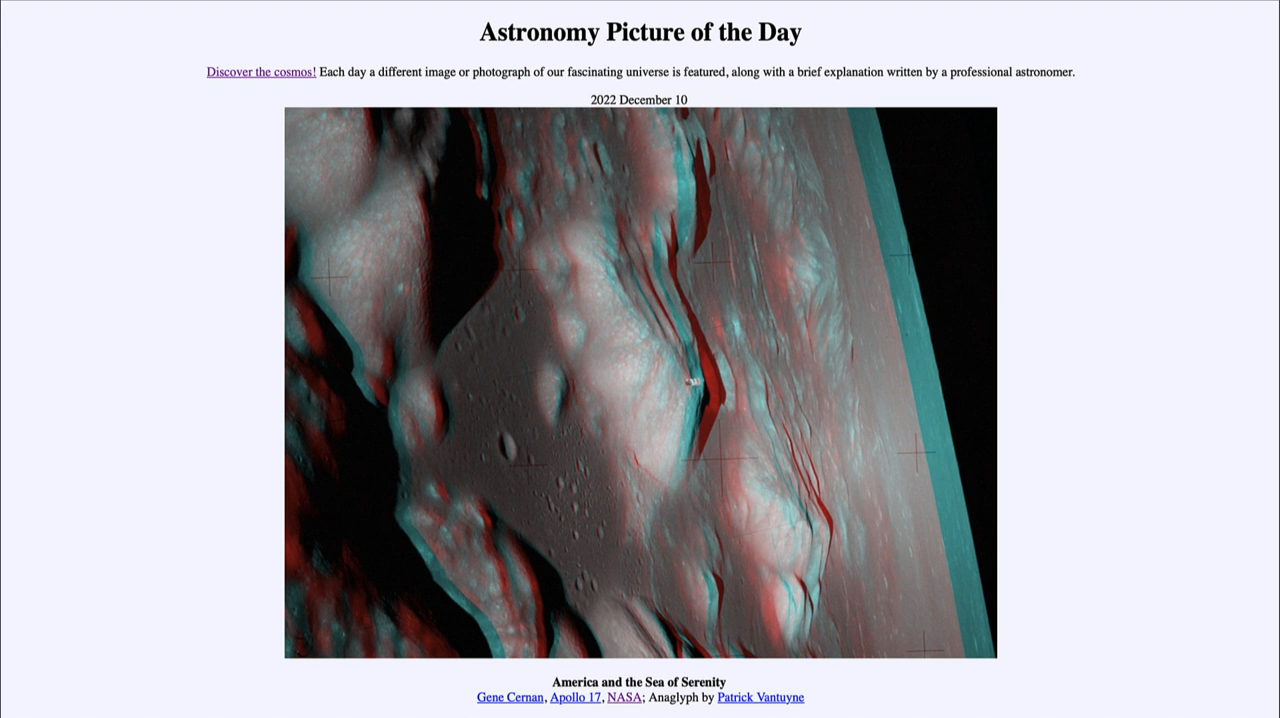 Astronomy Picture of the Day
Discover the cosmos! Each day a different image or photograph of our fascinating universe is featured, along with a brief explanation written by a professional astronomer.
2022 December 10
America and the Sea of Serenity
Gene Cernan, Apollo 17, NASA; Anaglyph by Patrick Vantuyne